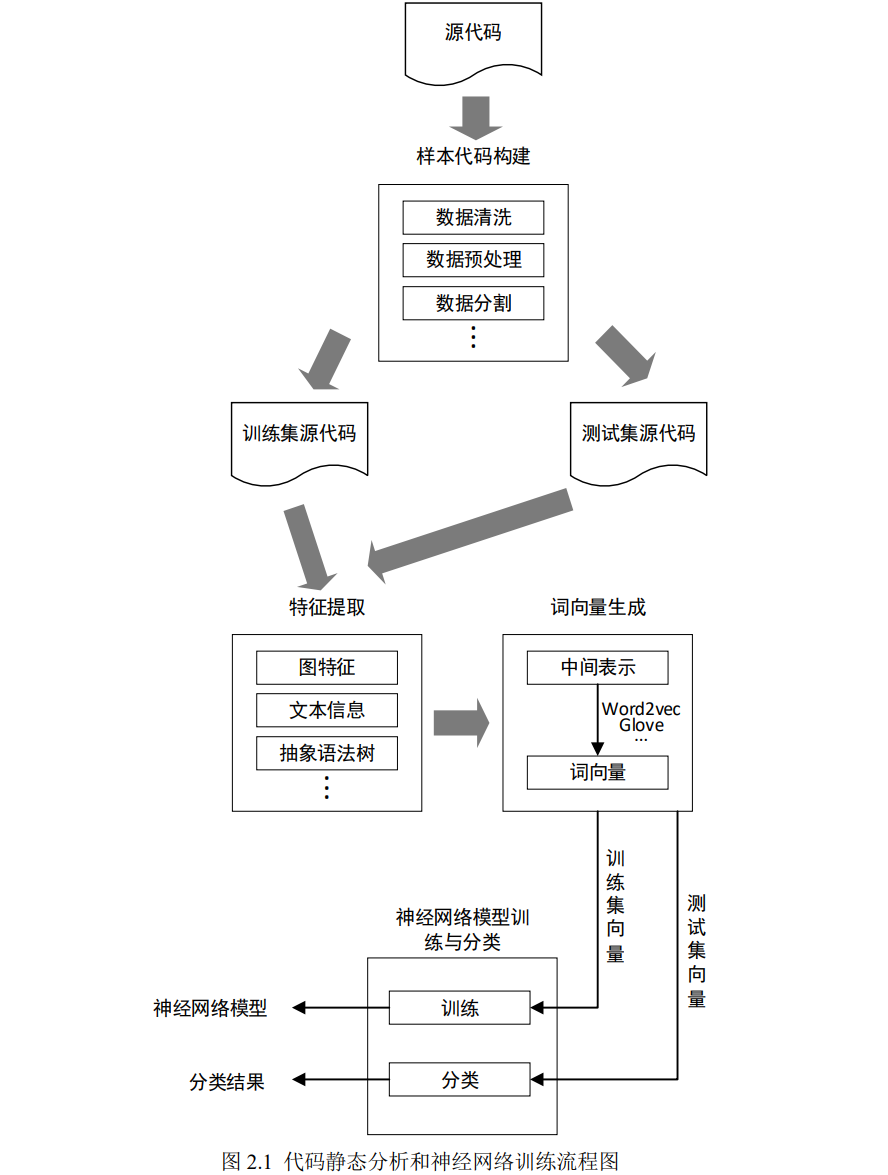 源代码
样本代码构建
数据清洗
数据预处理
数据分割
训练集源代码
测试集源代码
特征提取
词向量生成
图特征
文本信息
抽象语法树
中间表示
Word2vec
Glove
...
词向量
训练集向量
测试集向量
神经网络模型训
练与分类
训练
神经网络模型
分类
分类结果
图 2.1 代码静态分析和神经网络训练流程图